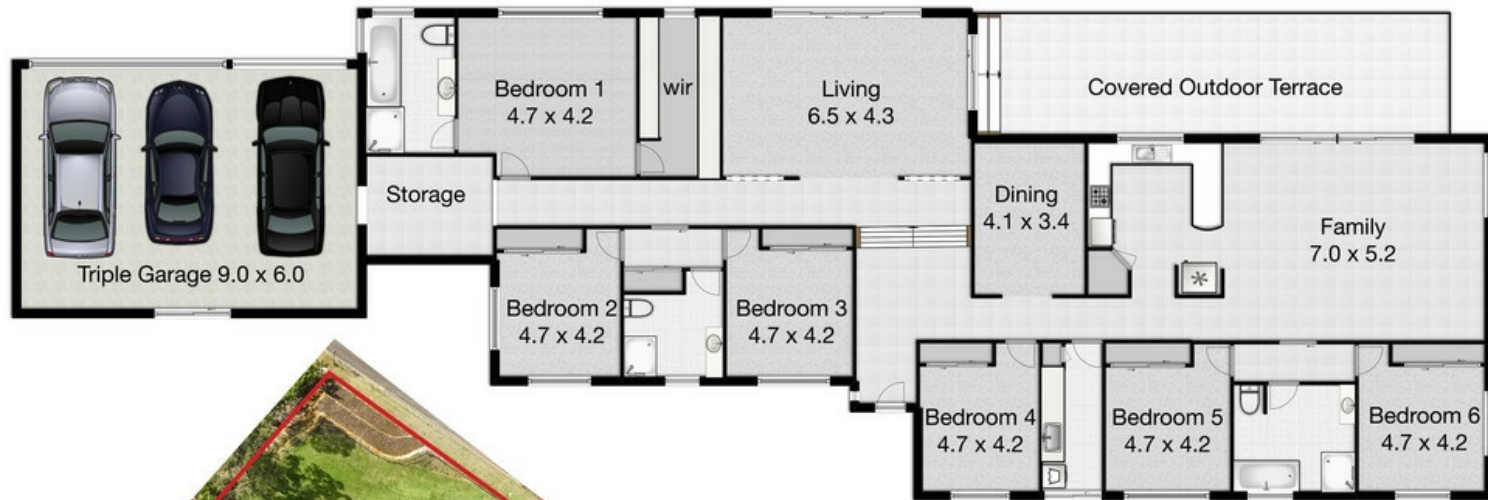 Bedroom 1
4.7 x 4.2
wir
Living
6.5 x 4.3
Covered Outdoor Terrace
Storage
Dining
4.1 x 3.4
Family
7.0 x 5.2
Triple Garage 9.0 x 6.0
Bedroom 2
4.7 x 4.2
Bedroom 3
4.7 x 4.2
Bedroom 4
4.7 x 4.2
Bedroom 5
4.7 x 4.2
Bedroom 6
4.7 x 4.2